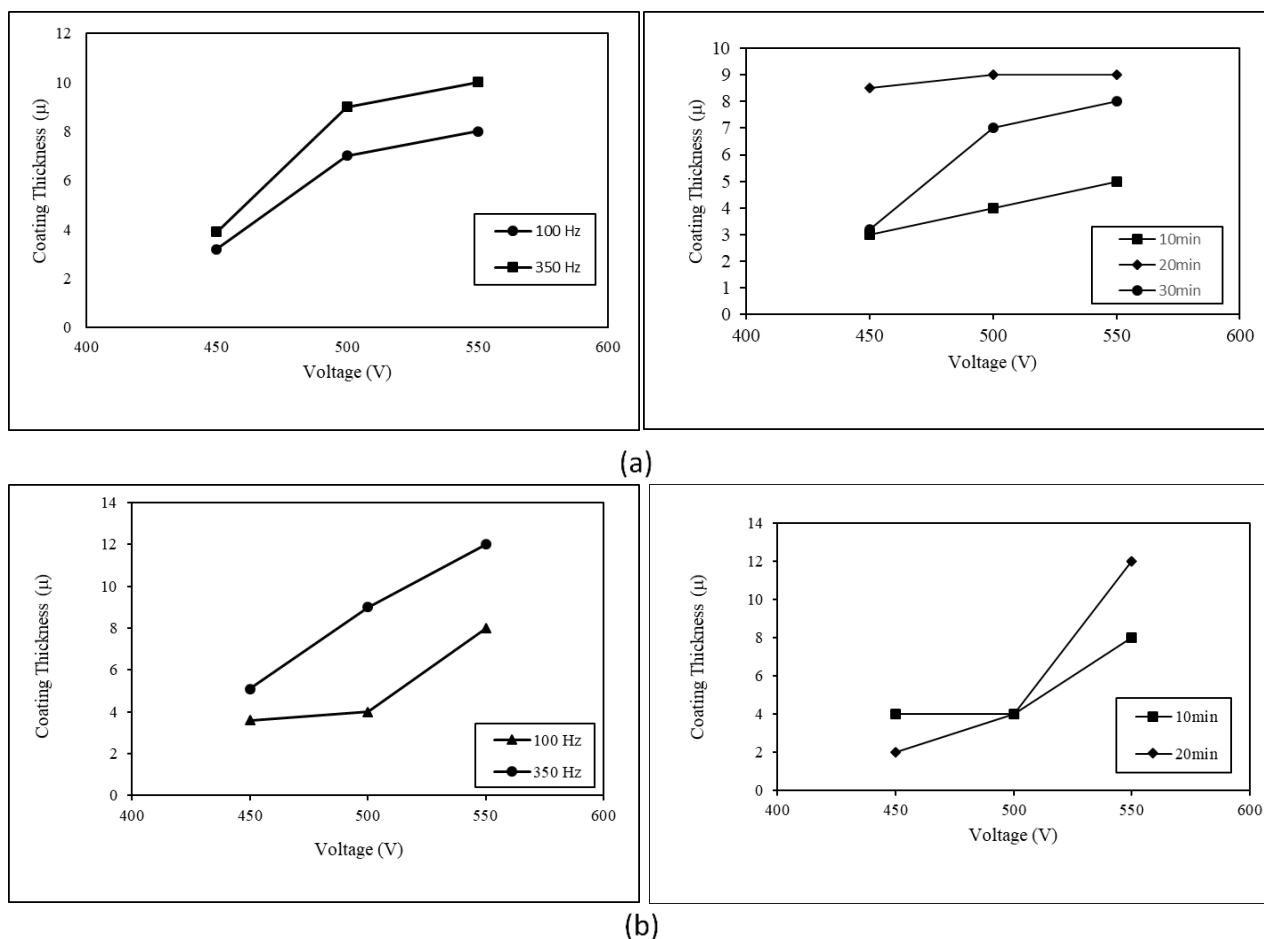 12
10
8
6
4
2
0
400
450
500
550
600
Coating Thickness (μ)
Voltage (V)
100 Hz
350 Hz
10
9
8
7
6
5
4
3
2
1
0
400
450
500
550
600
Coating Thickness (μ)
Voltage (V)
10min
20min
30min
(a)
14
12
10
8
6
4
2
0
400
450
500
550
600
Coating Thickness (μ)
Voltage (V)
100 Hz
350 Hz
14
12
10
8
6
4
2
0
400
450
500
550
600
Coating Thickness (μ)
Voltage (V)
10min
20min
(b)